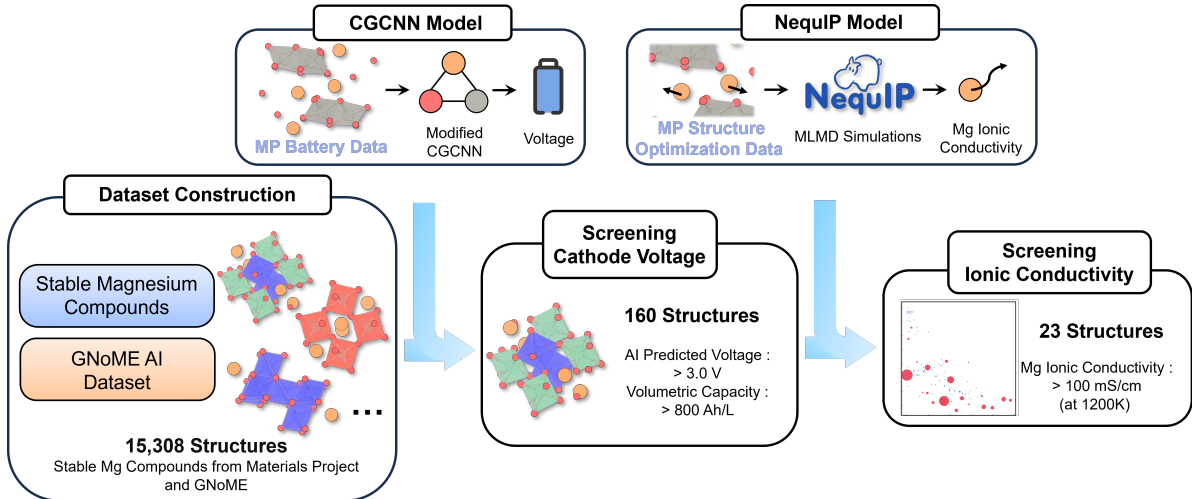 CGCNN Model
MP Battery Data
Modified
CGCNN
Voltage
NequIP Model
MP Structure
Optimization Data
NequIP
MLMD Simulations
Mg Ionic
Conductivity
Dataset Construction
Stable Magnesium
Compounds
GNoME AI
Dataset
...
15,308 Structures
Stable Mg Compounds from Materials Project
and GNoME
Screening
Cathode Voltage
160 Structures
AI Predicted Voltage :
> 3.0 V
Volumetric Capacity :
> 800 Ah/L
Screening
Ionic Conductivity
23 Structures
Mg Ionic Conductivity :
> 100 mS/cm
(at 1200K)